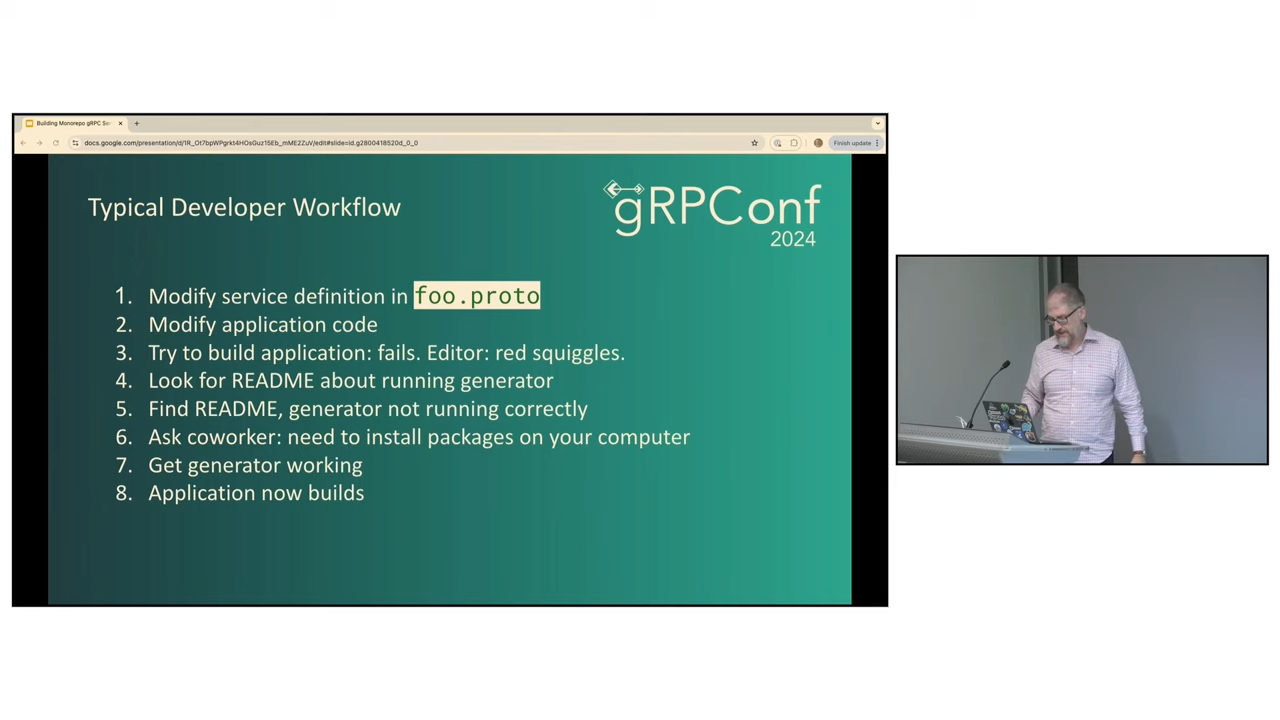 Building Monorepo gRPC Se
docs.google.com/presentation/d/1R_Ot7bpWPgrkt4HOsGuz15Eb_mME2ZuV/edit#slide=id.g2800418520d_0_0
Finish update
Typical Developer Workflow
gRPConf
2024
1. Modify service definition in foo.proto
2. Modify application code
3. Try to build application: fails. Editor: red squiggles.
4. Look for README about running generator
5. Find README, generator not running correctly
6. Ask coworker: need to install packages on your computer
7. Get generator working
8. Application now builds